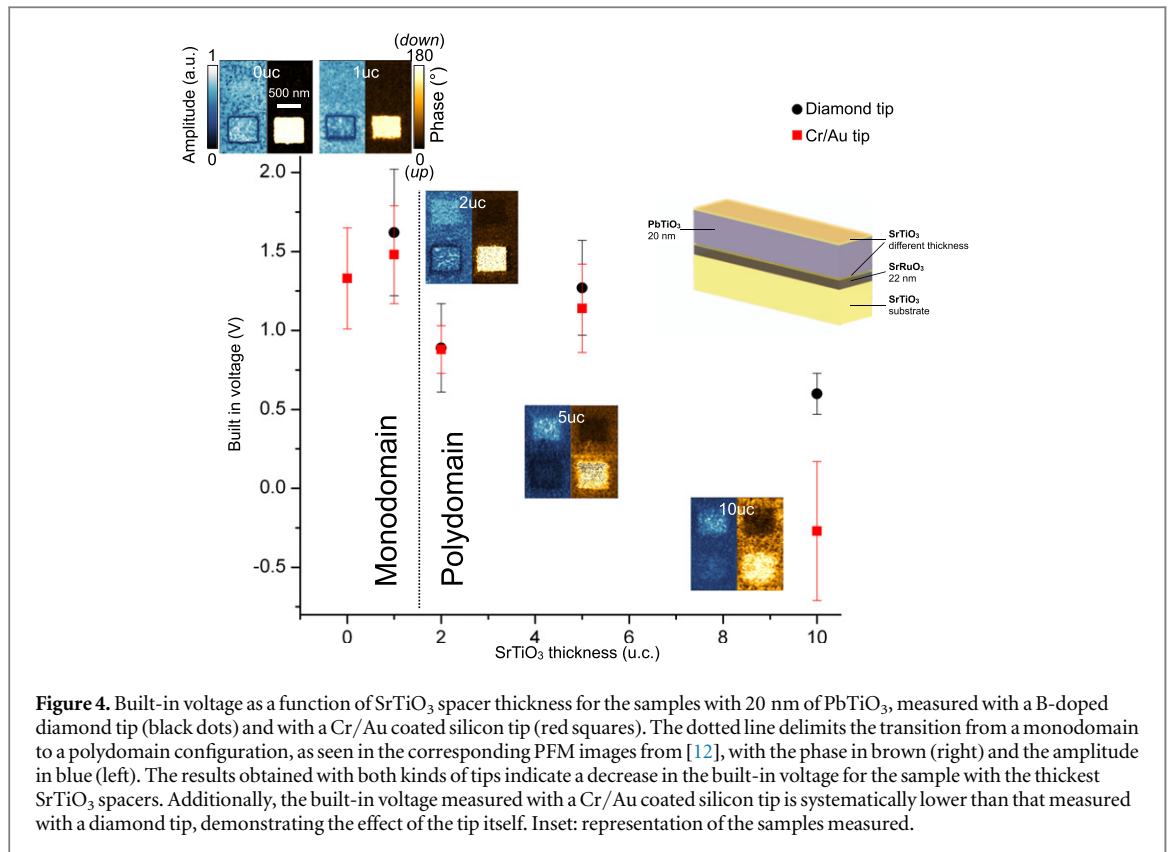 (down)
Amplitude (a.u.)
1
0
0uc
500 nm
1uc
180
Phase (°)
0
(up)
Diamond tip
Cr/Au tip
2uc
PbTiO₃
20 nm
SrTiO₃
different thickness
SrRuO₃
22 nm
SrTiO₃
substrate
5uc
10uc
Monodomain
Polydomain
Built in voltage (V)
2.0
1.5
1.0
0.5
0.0
-0.5
0 2 4 6 8 10
SrTiO₃ thickness (u.c.)
Figure 4. Built-in voltage as a function of SrTiO₃ spacer thickness for the samples with 20 nm of PbTiO₃, measured with a B-doped
diamond tip (black dots) and with a Cr/Au coated silicon tip (red squares). The dotted line delimits the transition from a monodomain
to a polydomain configuration, as seen in the corresponding PFM images from [12], with the phase in brown (right) and the amplitude
in blue (left). The results obtained with both kinds of tips indicate a decrease in the built-in voltage for the sample with the thickest
SrTiO₃ spacers. Additionally, the built-in voltage measured with a Cr/Au coated silicon tip is systematically lower than that measured
with a diamond tip, demonstrating the effect of the tip itself. Inset: representation of the samples measured.